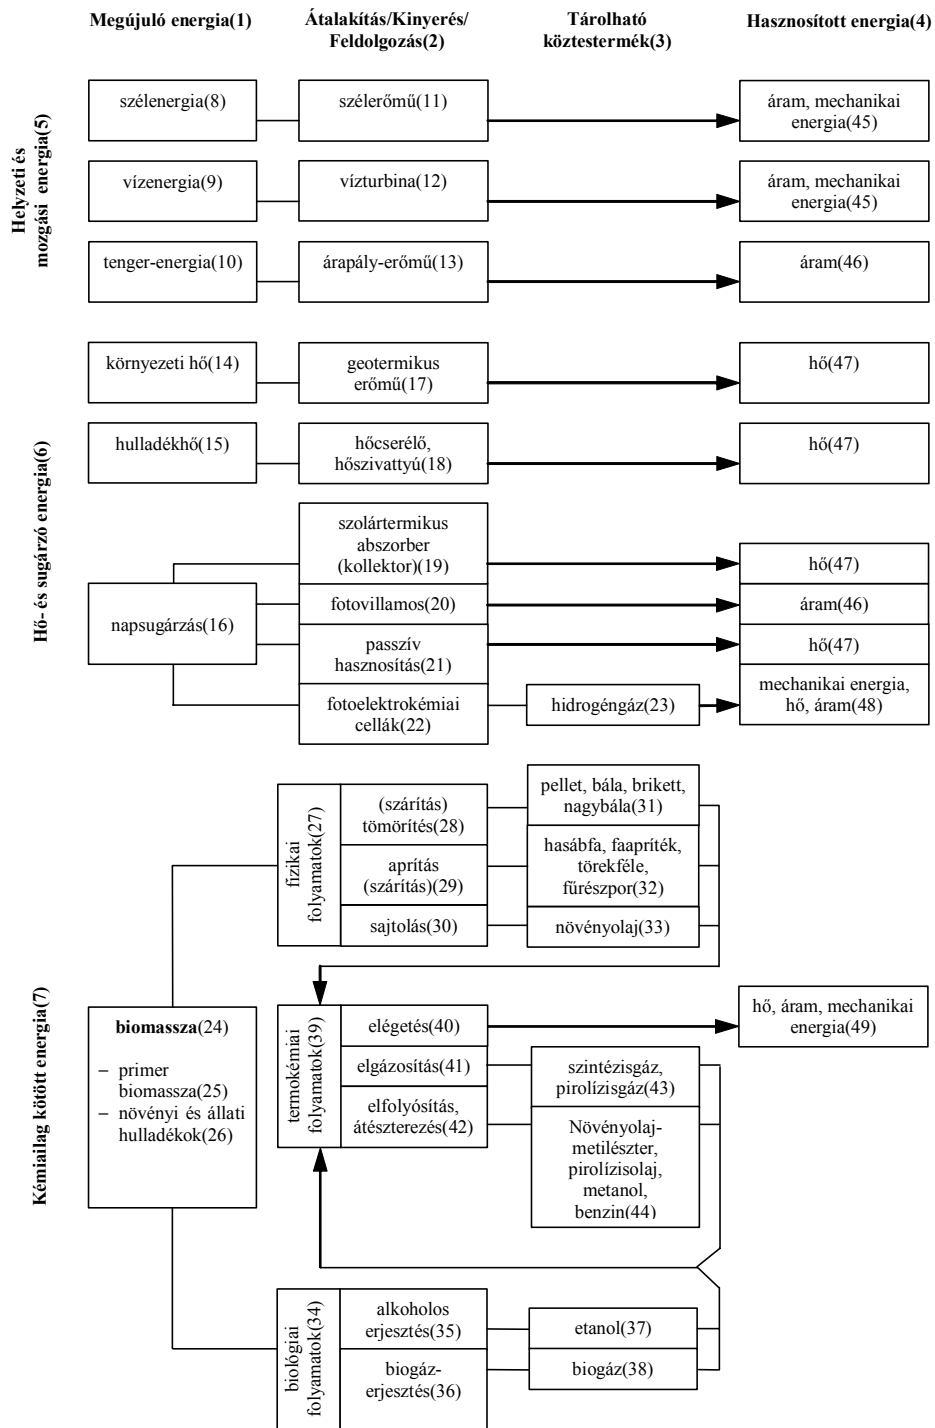 Megújuló energia(1)
Átalakítás/Kinyerés/
Feldolgozás(2)
Tárolható
köztestermék(3)
Hasznosított energia(4)
Helyzeti és
mozgási energia(5)
szélenergia(8)
szélerőmű(11)
áram, mechanikai
energia(45)
vízenergia(9)
vízturbina(12)
áram, mechanikai
energia(45)
tenger-energia(10)
árapály-erőmű(13)
áram(46)
Hő- és sugárzó energia(6)
környezeti hő(14)
geotermikus
erőmű(17)
hő(47)
hulladékhő(15)
hőcserélő,
hőszivattyú(18)
hő(47)
napsugárzás(16)
szolártermikus
abszorber
(kollektor)(19)
hő(47)
fotovillamos(20)
áram(46)
passzív
hasznosítás(21)
hő(47)
fotoelektrokémiai
cellák(22)
hidrogéngáz(23)
mechanikai energia,
hő, áram(48)
Kémiailag kötött energia(7)
biomassza(24)
– primer
biomassza(25)
– növényi és állati
hulladékok(26)
fizikai
folyamatok(27)
(szárítás)
tömörítés(28)
pellet, bála, brikett,
nagybála(31)
aprítás
(szárítás)(29)
hasábfa, faapríték,
törekféle,
fűrészpor(32)
sajtolás(30)
növényolaj(33)
termokémiai
folyamatok(39)
elégetés(40)
hő, áram, mechanikai
energia(49)
elgázosítás(41)
szintézisgáz,
pirolízisgáz(43)
elfolyósítás,
átészterezés(42)
Növényolaj-
metilészter,
pirolízisolaj,
metanol,
benzin(44)
biológiai
folyamatok(34)
alkoholos
erjesztés(35)
etanol(37)
biogáz-
erjesztés(36)
biogáz(38)